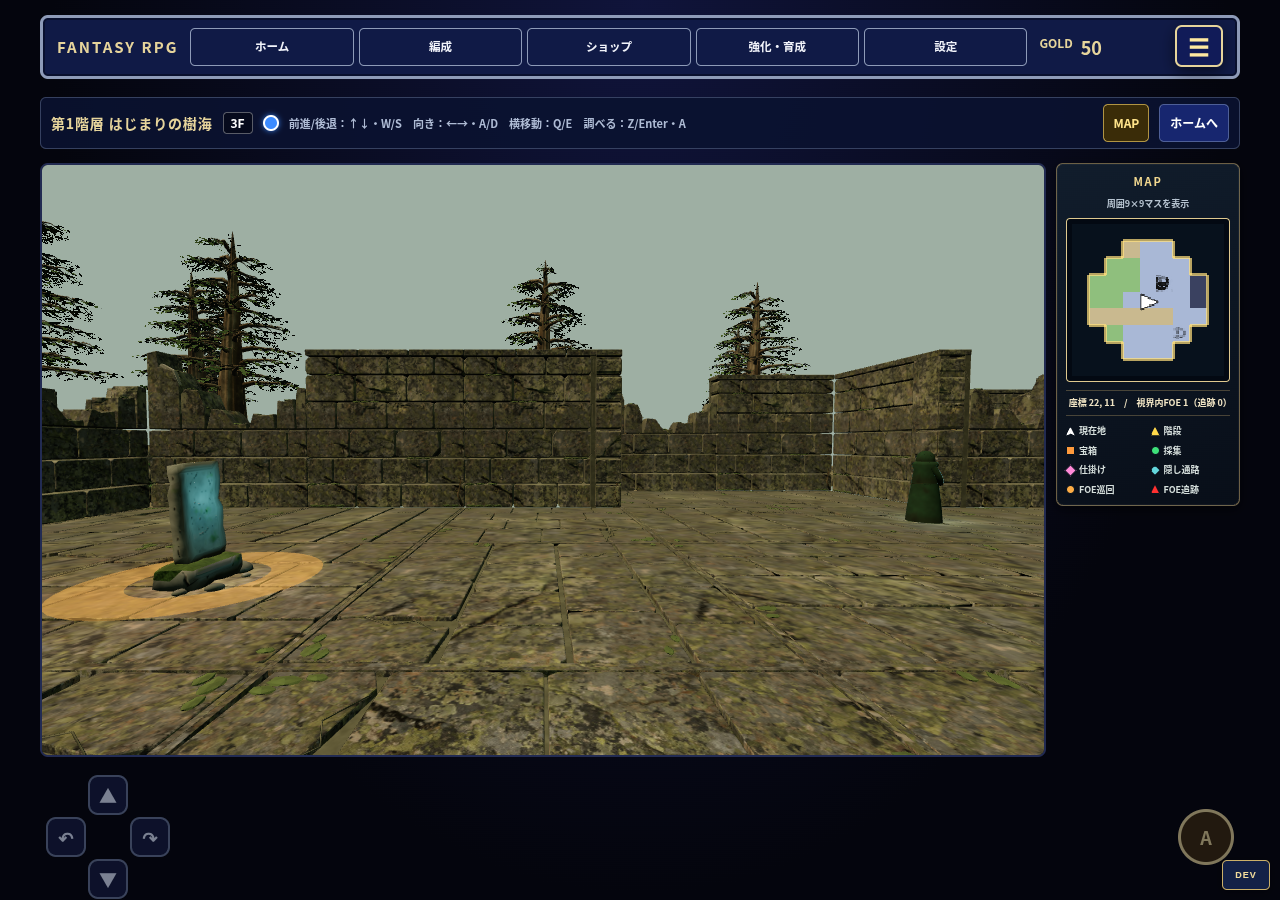 FANTASY RPG
ホーム
編成
ショップ
強化・育成
設定
GOLD 50
第1階層 はじまりの樹海
3F
前進/後退：↑↓・W/S　向き：←→・A/D　横移動：Q/E　調べる：Z/Enter・A
MAP
ホームへ
MAP
周囲9×9マスを表示
座標 22, 11　/　視界内FOE 1（追跡 0）
現在地
階段
宝箱
採集
仕掛け
隠し通路
FOE巡回
FOE追跡
A
DEV